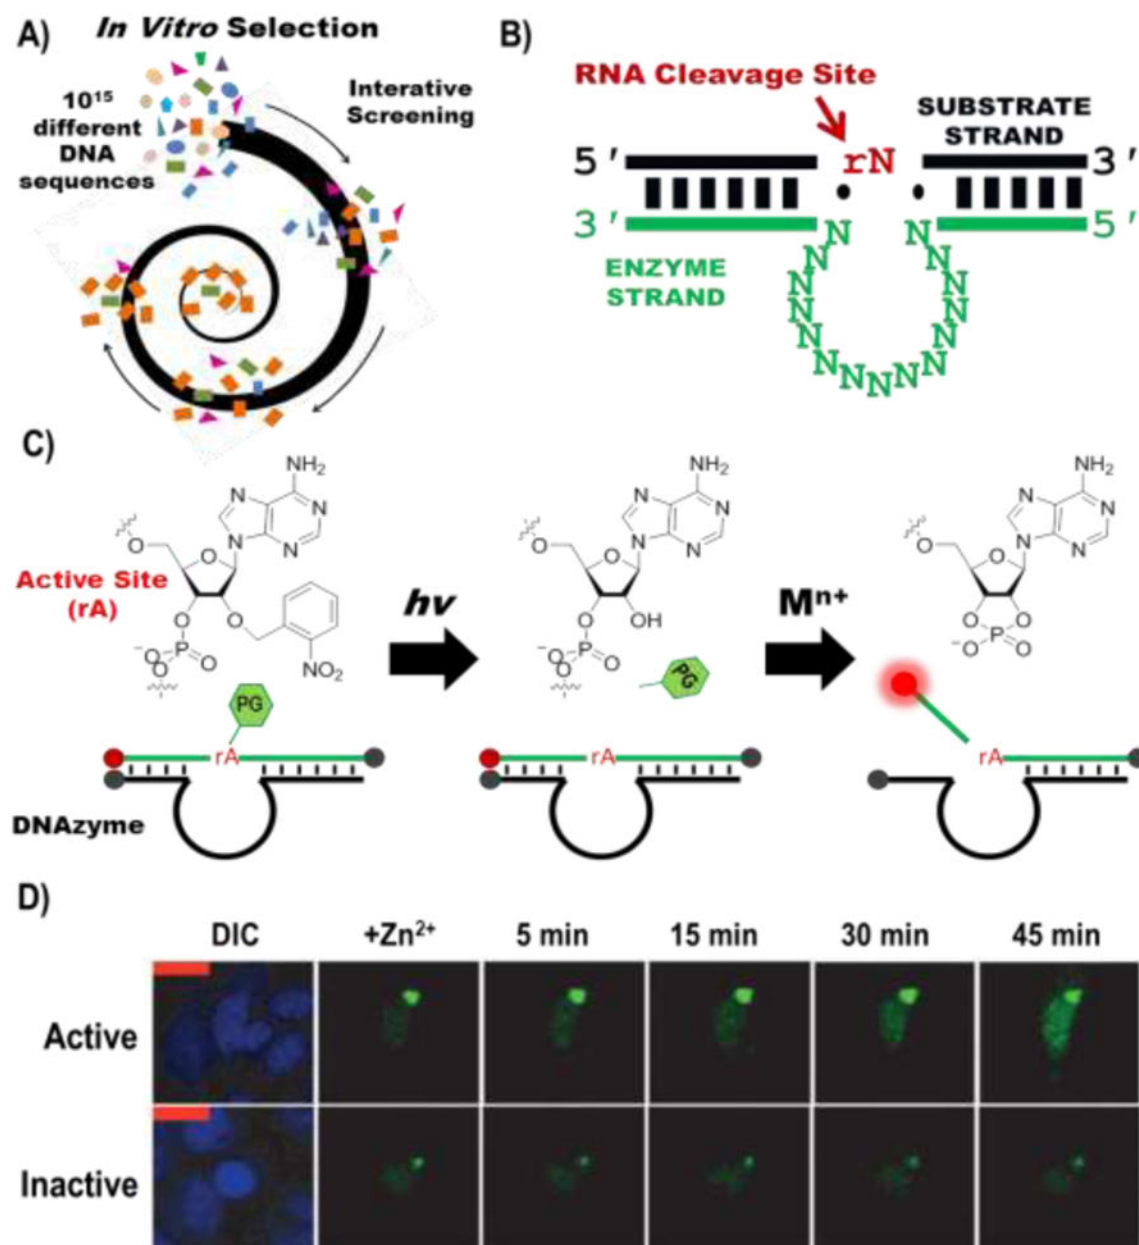 A)
In Vitro Selection
10¹⁵
different
DNA
sequences
Interative
Screening
B)
RNA Cleavage Site
SUBSTRATE
STRAND
5' rN 3'
3' 5'
ENZYME
STRAND
N N N N N N N N N N N N N N N N N
C)
NH₂ NH₂ NH₂
N N N N N N
N N N N N N
O O O O O O
Active Site
(rA)
hν
Mⁿ⁺
O O OH O O
O P O NO₂
O P O
⁻O P O
PG
PG
rA rA rA
DNAzyme
D)
DIC +Zn²⁺ 5 min 15 min 30 min 45 min
Active
Inactive